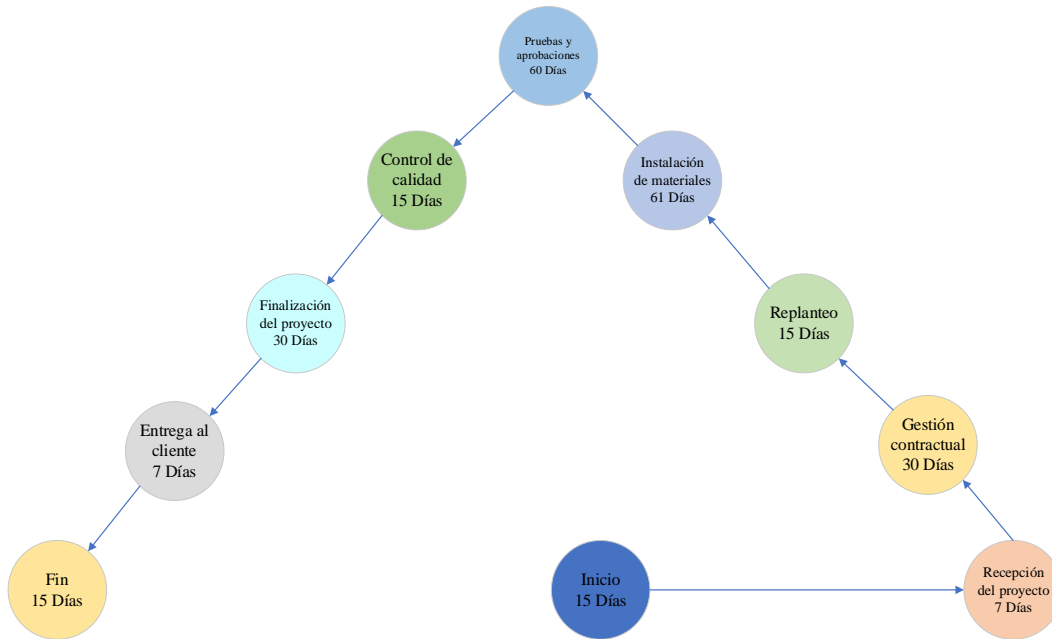 Pruebas y
aprobaciones
60 Días
Control de
calidad
15 Días
Instalación
de materiales
61 Días
Finalización
del proyecto
30 Días
Replanteo
15 Días
Entrega al
cliente
7 Días
Gestión
contractual
30 Días
Fin
15 Días
Inicio
15 Días
Recepción
del proyecto
7 Días